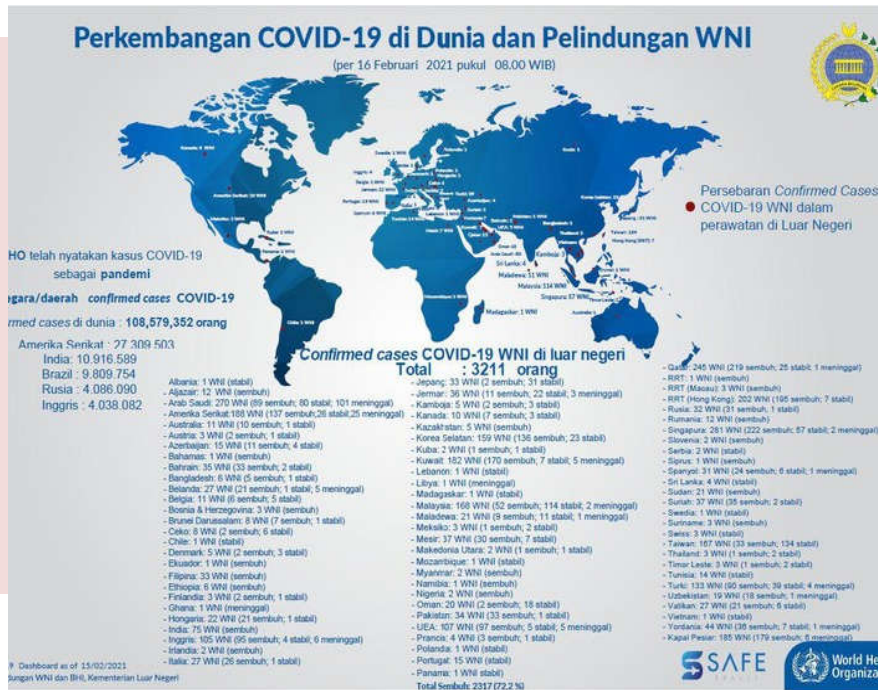 Perkembangan COVID-19 di Dunia dan Pelindungan WNI
(per 16 Februari 2021 pukul 08.00 WIB)
Persebaran Confirmed Cases
COVID-19 WNI dalam
perawatan di Luar Negeri
HO telah nyatakan kasus COVID-19
sebagai pandemi
egara/daerah confirmed cases COVID-19
rmed cases di dunia : 108,579,352 orang
Amerika Serikat : 27.309.503
India: 10.916.589
Brazil : 9.809.754
Rusia : 4.086.090
Inggris : 4.038.082
Confirmed cases COVID-19 WNI di luar negeri
Total : 3211 orang
Albania: 1 WNI (stabil)
- Aljazair: 12 WNI (sembuh)
- Arab Saudi: 270 WNI (89 sembuh; 80 stabil; 101 meninggal)
- Amerika Serikat:188 WNI (137 sembuh;26 stabil;25 meninggal)
- Australia: 11 WNI (10 sembuh; 1 stabil)
- Austria: 3 WNI (2 sembuh; 1 stabil)
- Azerbaijan: 15 WNI (11 sembuh; 4 stabil)
- Bahamas: 1 WNI (sembuh)
- Bahrain: 35 WNI (33 sembuh; 2 stabil)
- Bangladesh: 6 WNI (5 sembuh; 1 stabil)
- Belanda: 27 WNI (21 sembuh; 1 stabil; 5 meninggal)
- Belgia: 11 WNI (6 sembuh; 5 stabil)
- Bosnia & Herzegovina: 3 WNI (sembuh)
- Brunei Darussalam: 8 WNI (7 sembuh; 1 stabil)
- Ceko: 8 WNI (2 sembuh; 6 stabil)
- Chile: 1 WNI (stabil)
- Denmark: 5 WNI (2 sembuh; 3 stabil)
- Ekuador: 1 WNI (sembuh)
- Filipina: 33 WNI (sembuh)
- Ethiopia: 6 WNI (sembuh)
- Finlandia: 3 WNI (2 sembuh; 1 stabil)
- Ghana: 1 WNI (meninggal)
- Hongaria: 22 WNI (21 sembuh; 1 stabil)
- India: 75 WNI (sembuh)
- Inggris: 105 WNI (95 sembuh; 4 stabil; 6 meninggal)
- Irlandia: 2 WNI (sembuh)
- Italia: 27 WNI (26 sembuh; 1 stabil)
- Jepang: 33 WNI (2 sembuh; 31 stabil)
- Jerman: 36 WNI (11 sembuh; 22 stabil; 3 meninggal)
- Kamboja: 5 WNI (2 sembuh; 3 stabil)
- Kanada: 10 WNI (7 sembuh; 3 stabil)
- Kazakhstan: 5 WNI (sembuh)
- Korea Selatan: 159 WNI (136 sembuh; 23 stabil)
- Kuba: 2 WNI (1 sembuh; 1 stabil)
- Kuwait: 182 WNI (170 sembuh; 7 stabil; 5 meninggal)
- Lebanon: 1 WNI (stabil)
- Libya: 1 WNI (meninggal)
- Madagaskar: 1 WNI (stabil)
- Malaysia: 168 WNI (52 sembuh; 114 stabil; 2 meninggal)
- Maladewa: 21 WNI (9 sembuh; 11 stabil; 1 meninggal)
- Meksiko: 3 WNI (1 sembuh; 2 stabil)
- Mesir: 37 WNI (30 sembuh; 7 stabil)
- Makedonia Utara: 2 WNI (1 sembuh; 1 stabil)
- Mozambique: 1 WNI (stabil)
- Myanmar: 2 WNI (sembuh)
- Namibia: 1 WNI (sembuh)
- Nigeria: 2 WNI (sembuh)
- Oman: 20 WNI (2 sembuh; 18 stabil)
- Pakistan: 34 WNI (33 sembuh; 1 stabil)
- UEA: 107 WNI (97 sembuh; 5 stabil; 5 meninggal)
- Prancis: 4 WNI (3 sembuh; 1 stabil)
- Polandia: 1 WNI (stabil)
- Portugal: 15 WNI (stabil)
- Panama: 1 WNI (stabil)
Total Sembuh: 2317 (72,2 %)
- Qatar: 245 WNI (219 sembuh; 25 stabil; 1 meninggal)
- RRT: 1 WNI (sembuh)
- RRT (Macau): 3 WNI (sembuh)
- RRT (Hong Kong): 202 WNI (195 sembuh; 7 stabil)
- Rusia: 32 WNI (31 sembuh; 1 stabil)
- Rumania: 12 WNI (sembuh)
- Singapura: 281 WNI (222 sembuh; 57 stabil; 2 meninggal)
- Slovenia: 2 WNI (sembuh)
- Serbia: 2 WNI (stabil)
- Siprus: 1 WNI (sembuh)
- Spanyol: 31 WNI (24 sembuh; 6 stabil; 1 meninggal)
- Sri Lanka: 4 WNI (stabil)
- Sudan: 21 WNI (sembuh)
- Suriah: 37 WNI (35 sembuh; 2 stabil)
- Swedia: 1 WNI (stabil)
- Suriname: 3 WNI (sembuh)
- Swiss: 3 WNI (sembuh)
- Taiwan: 167 WNI (33 sembuh; 134 stabil)
- Thailand: 3 WNI (1 sembuh; 2 stabil)
- Timor Leste: 3 WNI (1 sembuh; 2 stabil)
- Tunisia: 14 WNI (stabil)
- Turki: 133 WNI (90 sembuh; 39 stabil; 4 meninggal)
- Uzbekistan: 19 WNI (18 sembuh; 1 meninggal)
- Vatikan: 27 WNI (21 sembuh; 6 stabil)
- Vietnam: 1 WNI (stabil)
- Yordania: 44 WNI (36 sembuh; 7 stabil; 1 meninggal)
- Kapal Pesiar: 185 WNI (179 sembuh; 6 meninggal)
9 Dashboard as of 15/02/2021
dungan WNI dan BHI, Kementerian Luar Negeri
SAFE
World He
Organiza